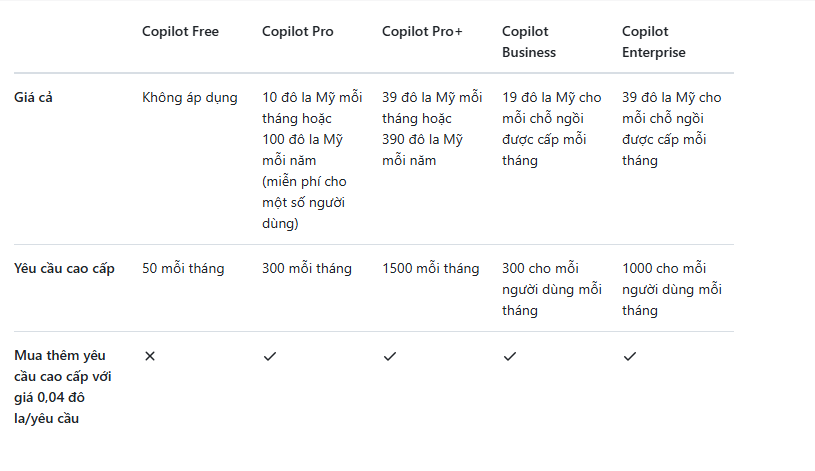 Copilot Free
Copilot Pro
Copilot Pro+
Copilot
Business
Copilot
Enterprise
Giá cả
Không áp dụng
10 đô la Mỹ mỗi
tháng hoặc
100 đô la Mỹ
mỗi năm
(miễn phí cho
một số người
dùng)
39 đô la Mỹ mỗi
tháng hoặc
390 đô la Mỹ
mỗi năm
19 đô la Mỹ cho
mỗi chỗ ngồi
được cấp mỗi
tháng
39 đô la Mỹ cho
mỗi chỗ ngồi
được cấp mỗi
tháng
Yêu cầu cao cấp
50 mỗi tháng
300 mỗi tháng
1500 mỗi tháng
300 cho mỗi
người dùng mỗi
tháng
1000 cho mỗi
người dùng mỗi
tháng
Mua thêm yêu
cầu cao cấp với
giá 0,04 đô
la/yêu cầu